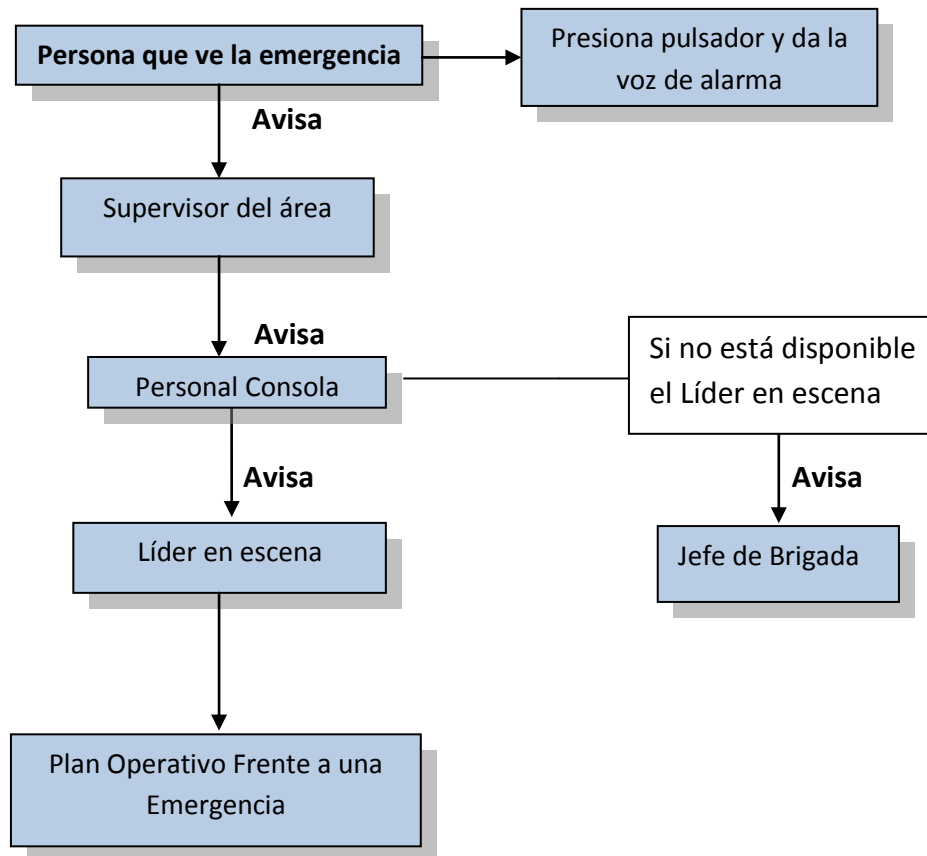 Persona que ve la emergencia
Presiona pulsador y da la
voz de alarma
Avisa
Supervisor del área
Avisa
Personal Consola
Si no está disponible
el Líder en escena
Avisa
Avisa
Líder en escena
Jefe de Brigada
Plan Operativo Frente a una
Emergencia